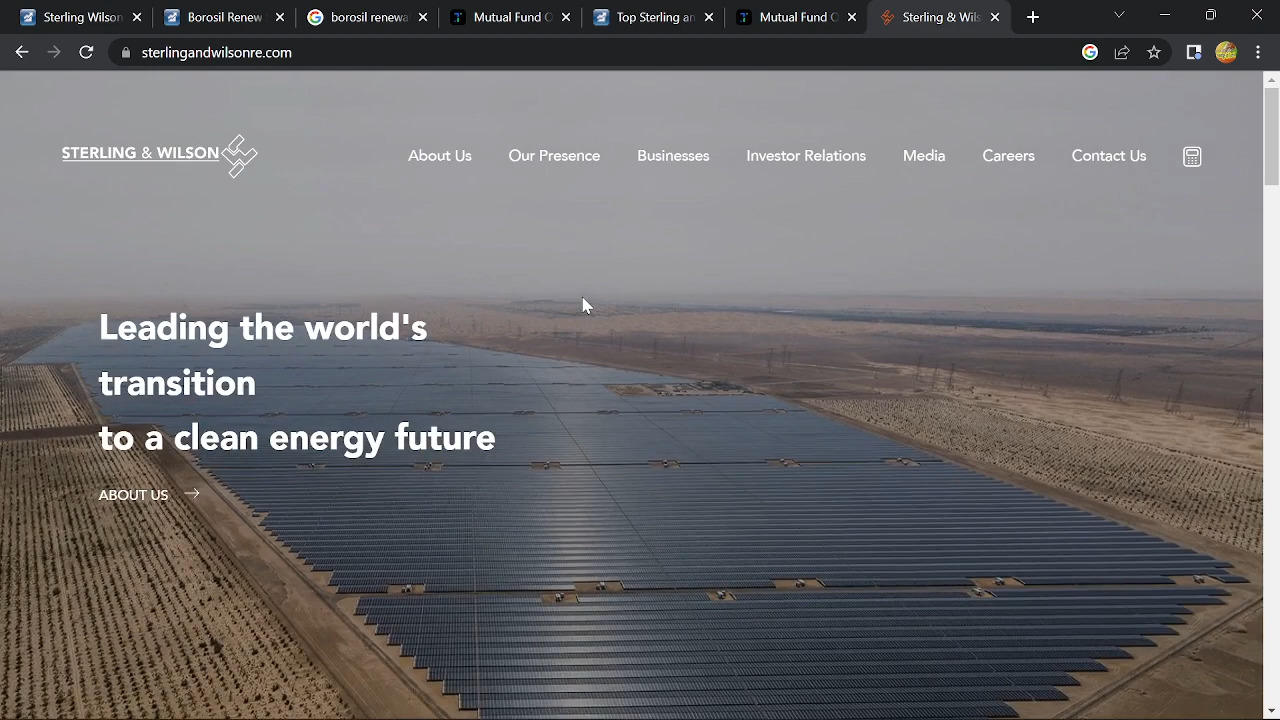 Sterling Wilson
Borosil Renew
borosil renewa
Mutual Fund O
Top Sterling an
Mutual Fund O
Sterling & Wils
sterlingandwilsonre.com
STERLING & WILSON
About Us
Our Presence
Businesses
Investor Relations
Media
Careers
Contact Us
Leading the world's
transition
to a clean energy future
ABOUT US